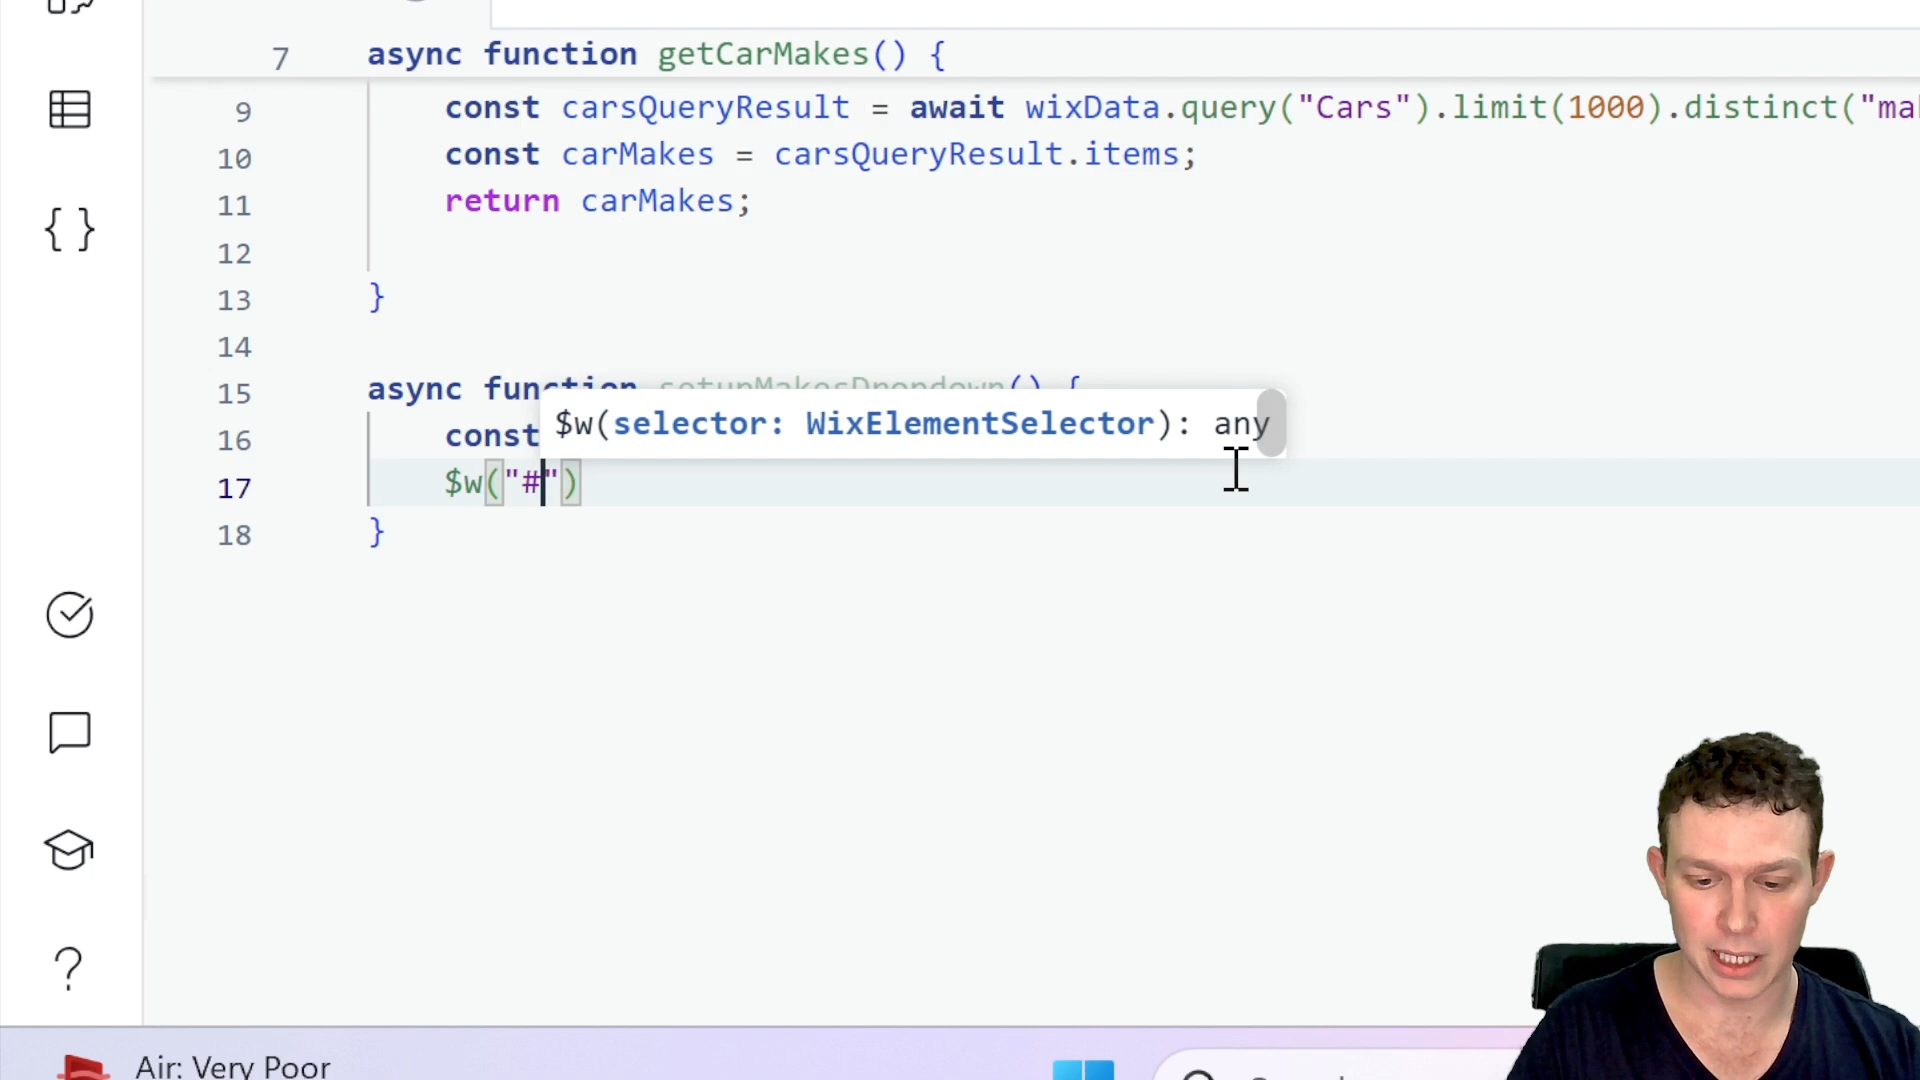 7 async function getCarMakes() {
9 const carsQueryResult = await wixData.query("Cars").limit(1000).distinct("ma
10 const carMakes = carsQueryResult.items;
11 return carMakes;
12
13 }
14
15 async function setupMakesDropdown() {
$w(selector: WixElementSelector): any
16 const
17 $w("#")
18 }
Air: Very Poor